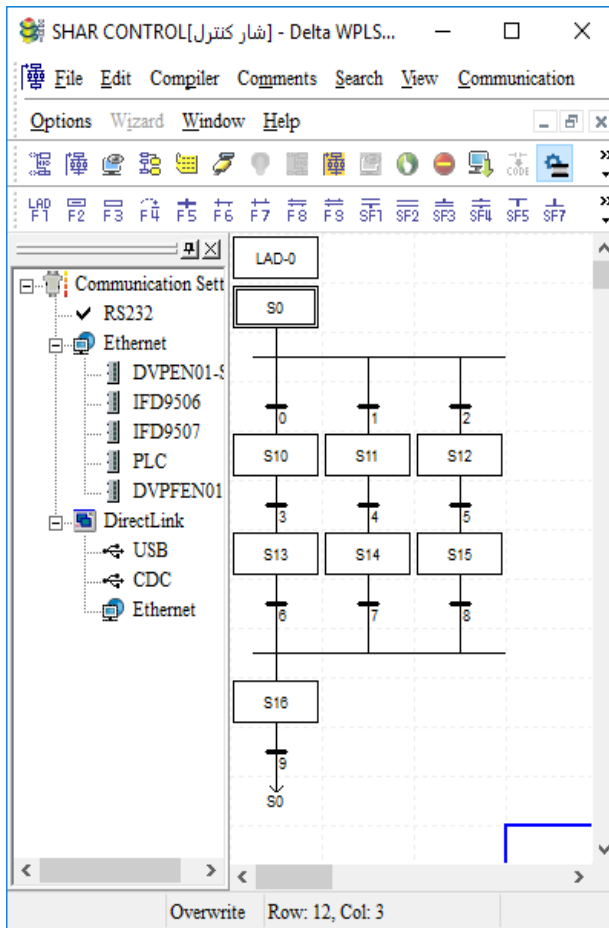 SHAR CONTROL[شار کنترل] - Delta WPLS...
File Edit Compiler Comments Search View Communication
Options Wizard Window Help
CODE
LAD F1 F2 F3 F4 F5 F6 F7 F8 F9 SF1 SF2 SF3 SF4 SF5 SF7
Communication Sett
RS232
Ethernet
DVPEN01-S
IFD9506
IFD9507
PLC
DVPFEN01
DirectLink
USB
CDC
Ethernet
LAD-0
S0
0 1 2
S10 S11 S12
3 4 5
S13 S14 S15
6 7 8
S16
9
S0
Overwrite Row: 12, Col: 3